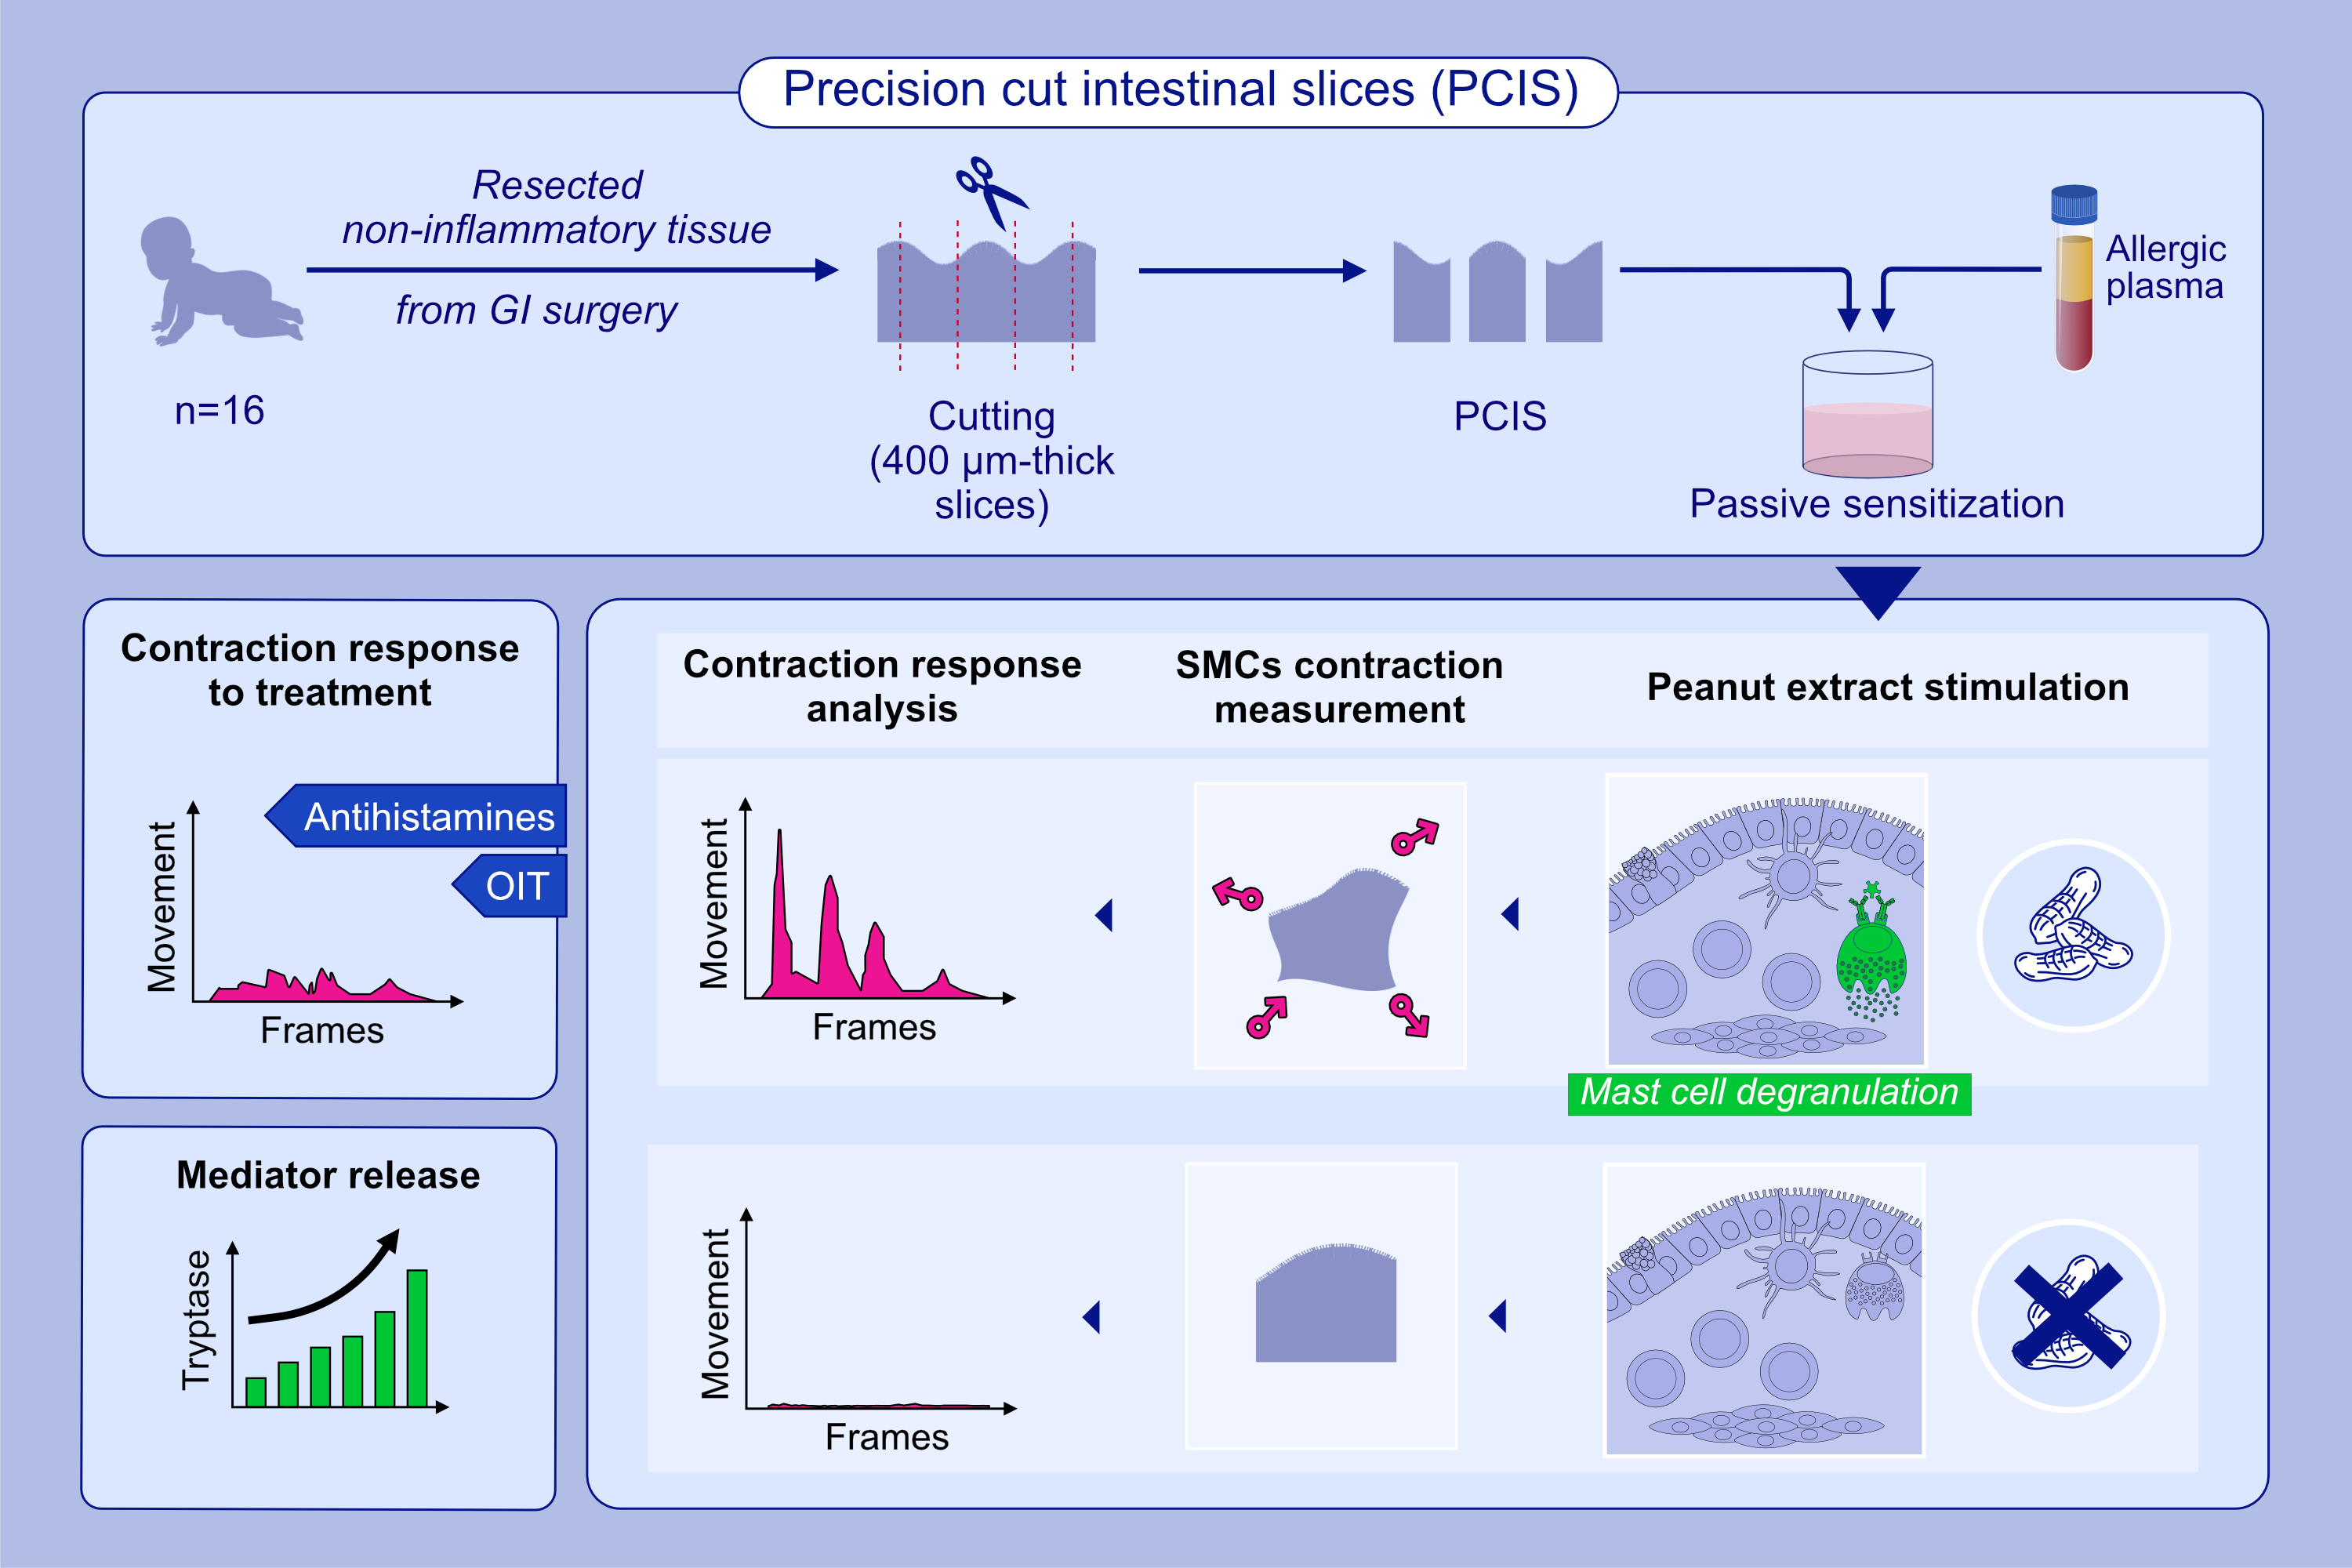 Precision cut intestinal slices (PCIS)
Resected
non-inflammatory tissue
from GI surgery
n=16
Cutting
(400 µm-thick
slices)
PCIS
Allergic
plasma
Passive sensitization
Contraction response
to treatment
Antihistamines
OIT
Movement
Frames
Mediator release
Tryptase
Contraction response
analysis
SMCs contraction
measurement
Peanut extract stimulation
Movement
Frames
Mast cell degranulation
Movement
Frames